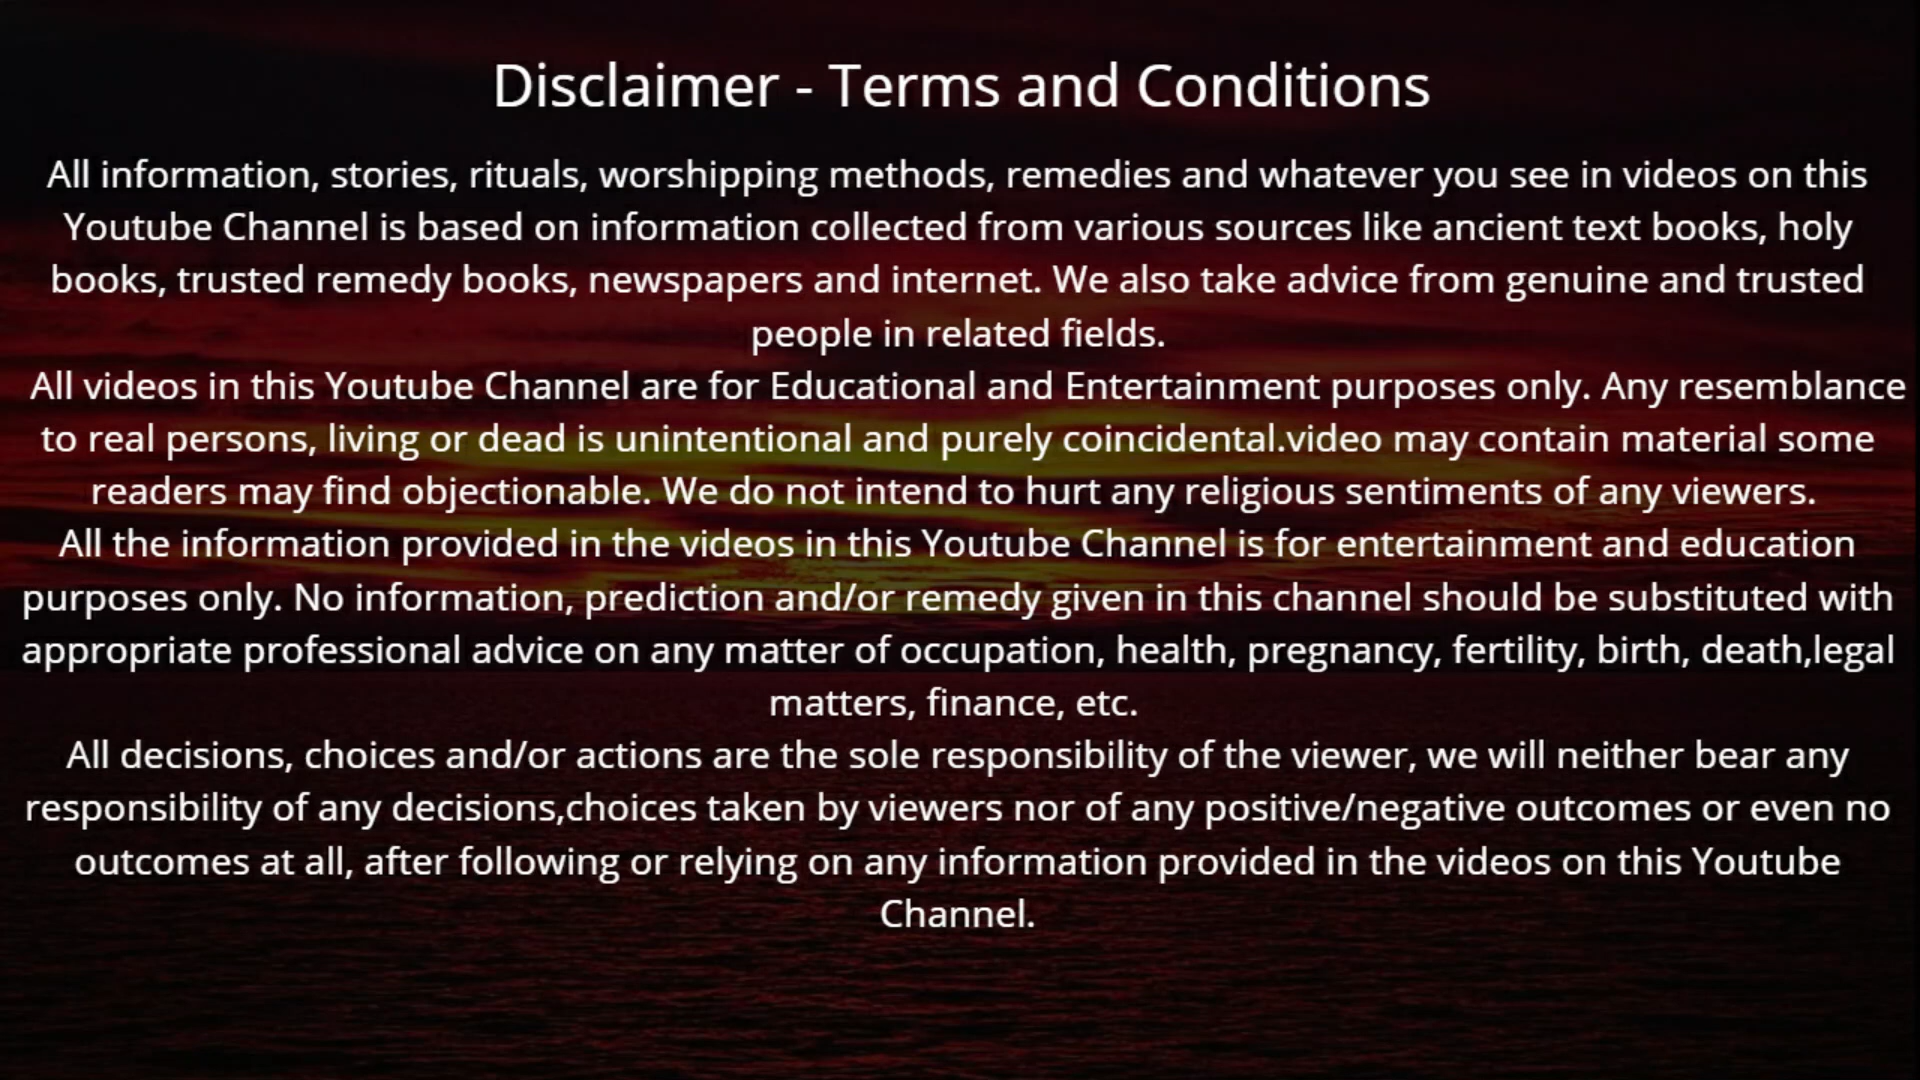 Disclaimer - Terms and Conditions
All information, stories, rituals, worshipping methods, remedies and whatever you see in videos on this
Youtube Channel is based on information collected from various sources like ancient text books, holy
books, trusted remedy books, newspapers and internet. We also take advice from genuine and trusted
people in related fields.
All videos in this Youtube Channel are for Educational and Entertainment purposes only. Any resemblance
to real persons, living or dead is unintentional and purely coincidental.video may contain material some
readers may find objectionable. We do not intend to hurt any religious sentiments of any viewers.
All the information provided in the videos in this Youtube Channel is for entertainment and education
purposes only. No information, prediction and/or remedy given in this channel should be substituted with
appropriate professional advice on any matter of occupation, health, pregnancy, fertility, birth, death,legal
matters, finance, etc.
All decisions, choices and/or actions are the sole responsibility of the viewer, we will neither bear any
responsibility of any decisions,choices taken by viewers nor of any positive/negative outcomes or even no
outcomes at all, after following or relying on any information provided in the videos on this Youtube
Channel.